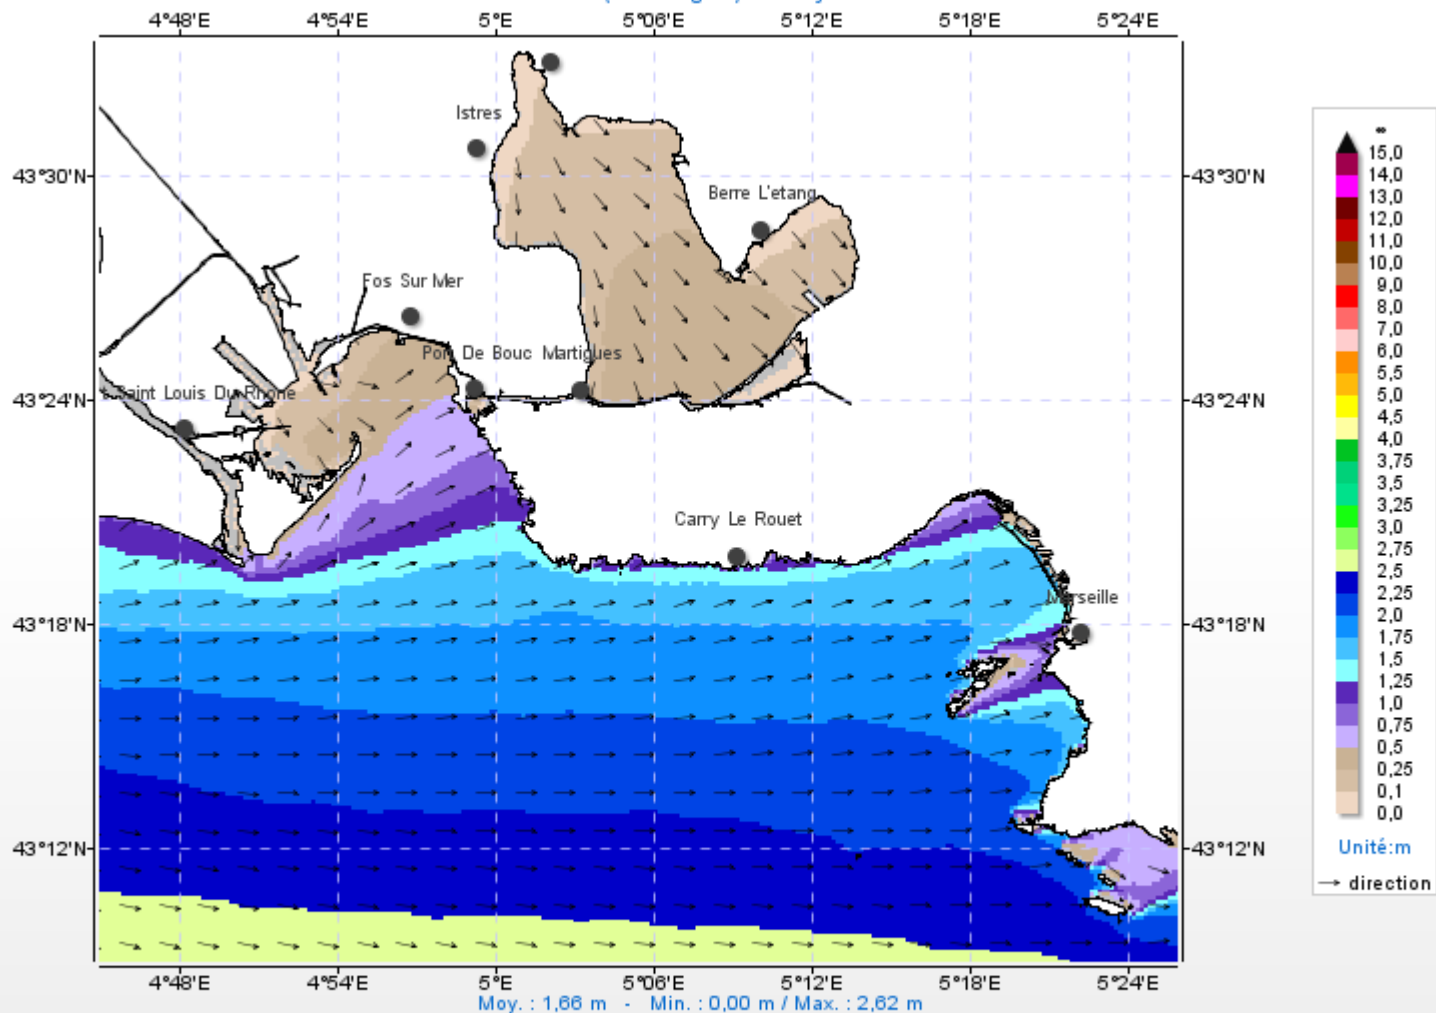 4°48'E 4°54'E 5°E 5°06'E 5°12'E 5°18'E 5°24'E
Istres
43°30'N 43°30'N
Berre L'etang
Fos Sur Mer
De Bouc Martigues
43°24'N 43°24'N
Saint Louis Du Rhone
Carry Le Rouet
Marseille
43°18'N 43°18'N
43°12'N 43°12'N
4°48'E 4°54'E 5°E 5°06'E 5°12'E 5°18'E 5°24'E
Moy. : 1,66 m - Min. : 0,00 m / Max. : 2,62 m
∞
15,0
14,0
13,0
12,0
11,0
10,0
9,0
8,0
7,0
6,0
5,5
5,0
4,5
4,0
3,75
3,5
3,25
3,0
2,75
2,5
2,25
2,0
1,75
1,5
1,25
1,0
0,75
0,5
0,25
0,1
0,0
Unité:m
direction